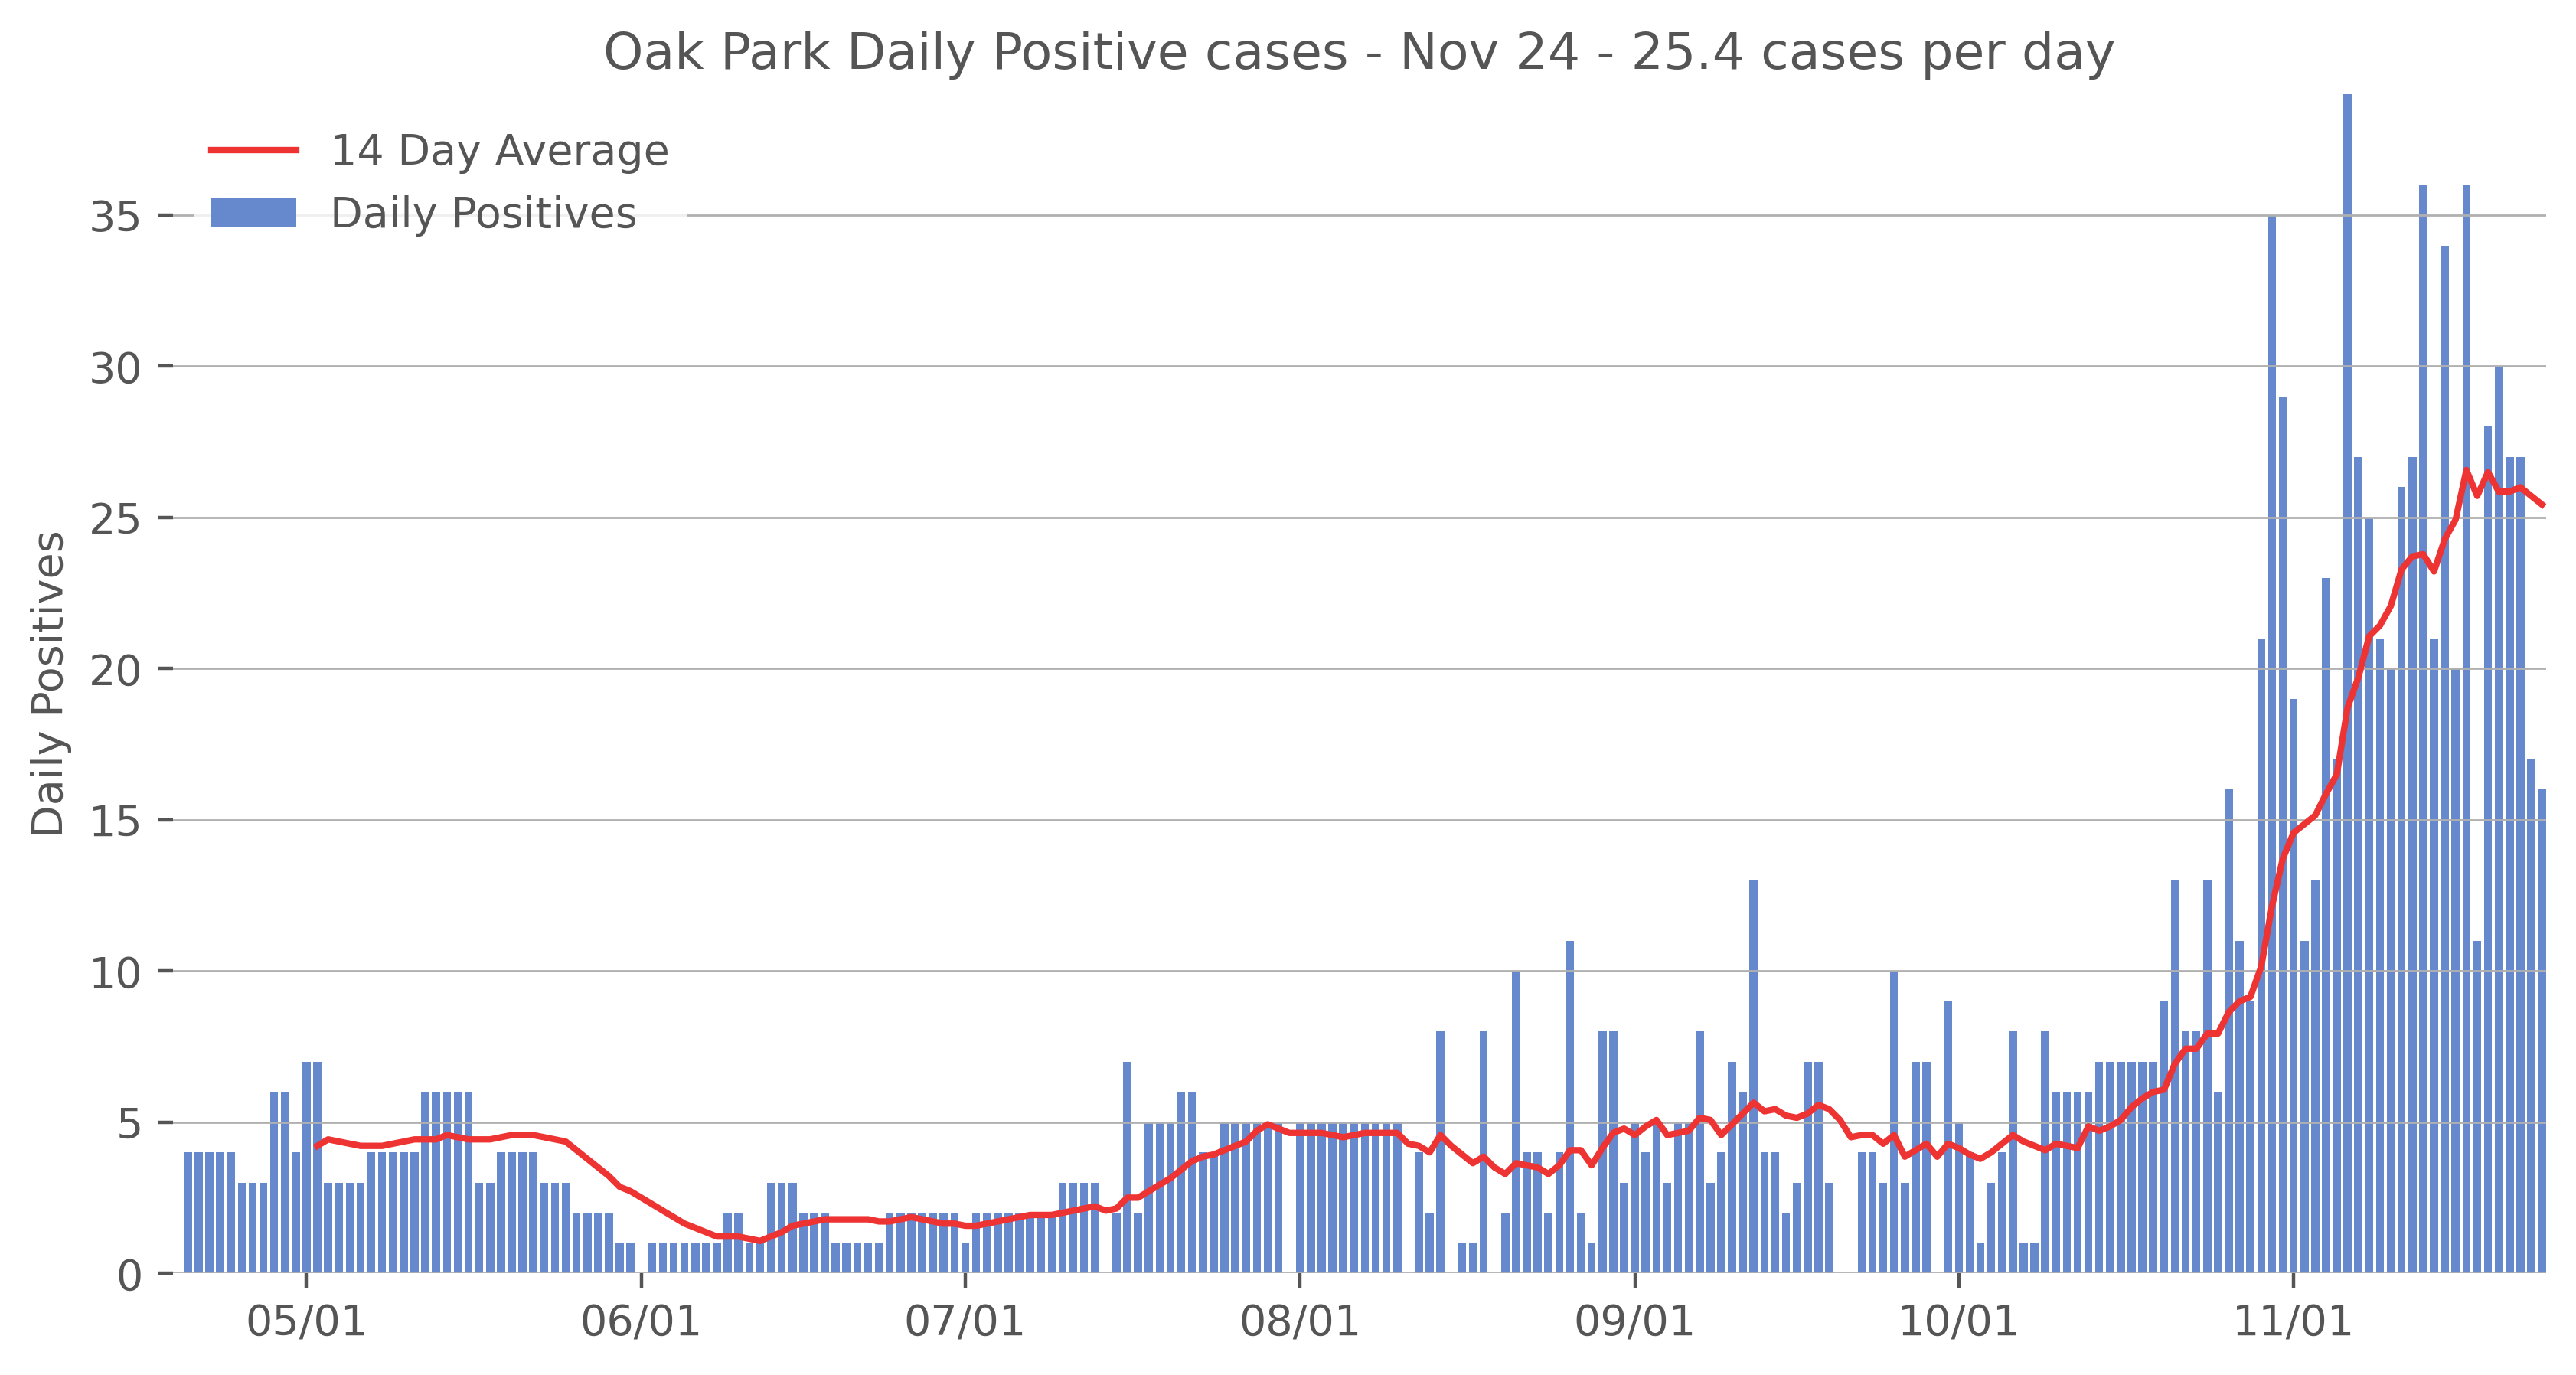 Oak Park Daily Positive cases - Nov 24 - 25.4 cases per day
14 Day Average
Daily Positives
Daily Positives
35
30
25
20
15
10
5
0
05/01 06/01 07/01 08/01 09/01 10/01 11/01